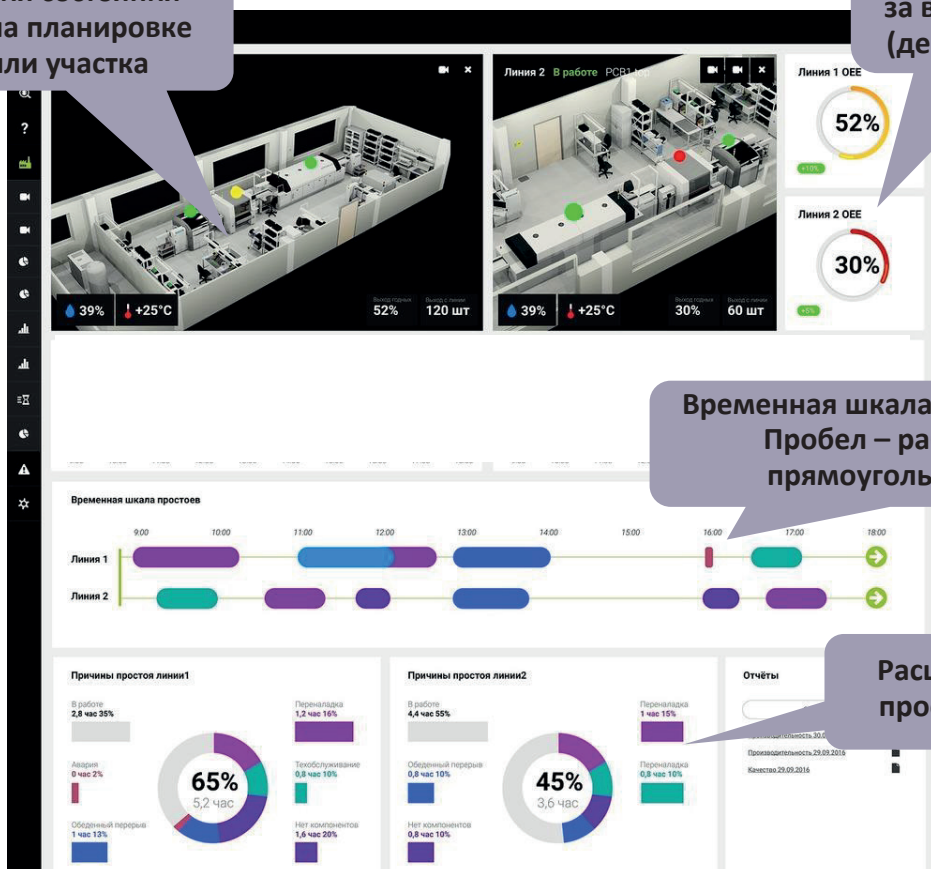 на планировке
или участка
за в
(де
Линия 2 В работе PCB1 top
Линия 1 OEE
52%
+10%
Линия 2 OEE
30%
+5%
39% +25°C
Выход годных Выход с линии
52% 120 шт
39% +25°C
Выход годных Выход с линии
30% 60 шт
Временная шкала
Пробел – ра
прямоуголь
Временная шкала простоев
9:00 10:00 11:00 12:00 13:00 14:00 15:00 16:00 17:00 18:00
Линия 1
Линия 2
Причины простоя линии1
В работе
2,8 час 35%
Авария
0 час 2%
Обеденный перерыв
1 час 13%
65%
5,2 час
Переналадка
1,2 час 16%
Техобслуживание
0,8 час 10%
Нет компонентов
1,6 час 20%
Причины простоя линии2
В работе
4,4 час 55%
Обеденный перерыв
0,8 час 10%
Нет компонентов
0,8 час 10%
45%
3,6 час
Переналадка
1 час 15%
Переналадка
0,8 час 10%
Отчёты
Расш
про
Производительность 30.0
Производительность 29.09.2016
Качество 29.09.2016